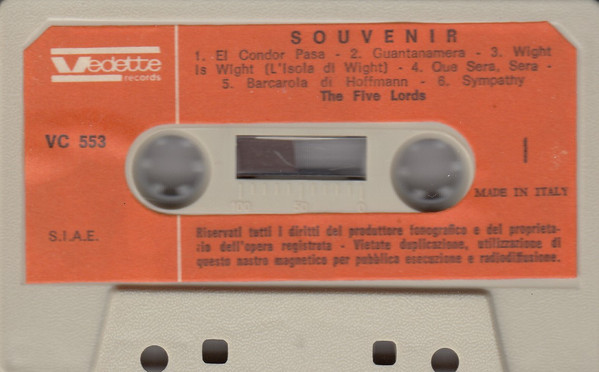 SOUVENIR
Vedette
records
1. El Condor Pasa - 2. Guantanamera - 3. Wight
Is Wight (L'Isola di Wight) - 4. Que Sera, Sera -
5. Barcarola di Hoffmann - 6. Sympathy
The Five Lords
VC 553
I
MADE IN ITALY
S.I.A.E.
Riservati tutti i diritti del produttore fonografico e del proprieta-
rio dell'opera registrata - Vietate duplicazione, utilizzazione di
questo nastro magnetico per pubblica esecuzione e radiodiffusione.